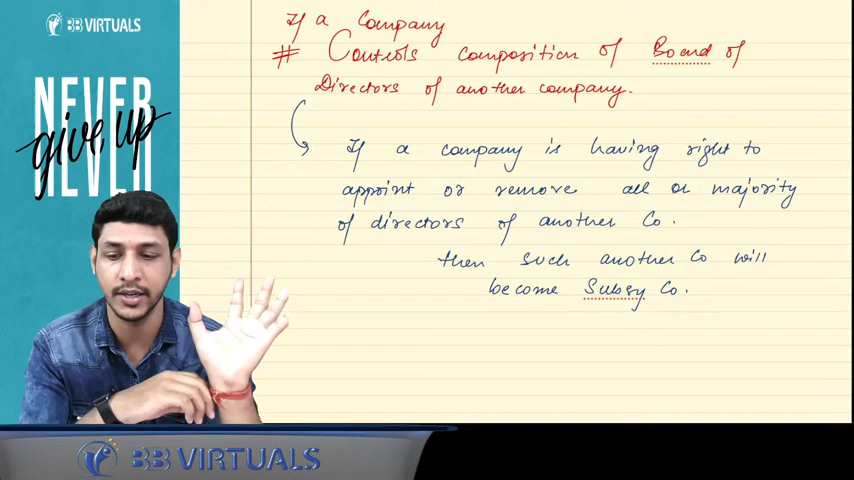 BB VIRTUALS
NEVER
give up
NEVER
If a Company
# Controls composition of Board of
Directors of another company.
If a company is having right to
appoint or remove all or majority
of directors of another Co.
then such another Co will
become Subsy Co.
BB VIRTUALS